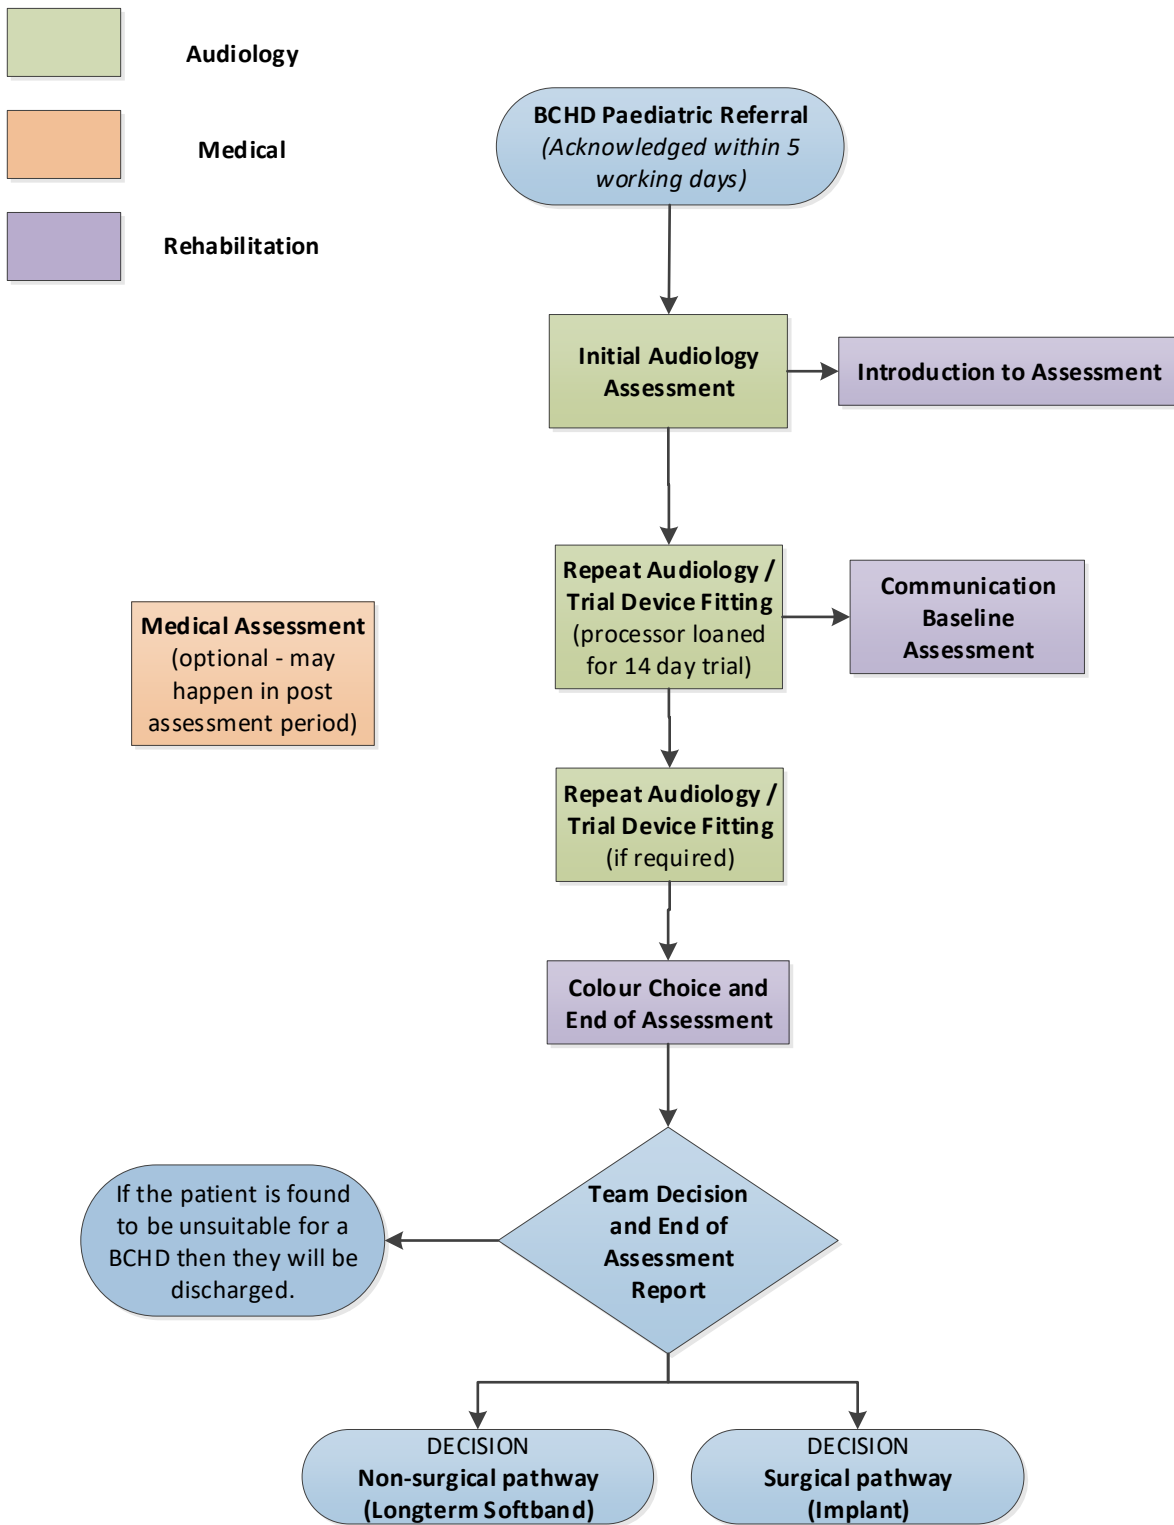 Audiology
Medical
Rehabilitation
BCHD Paediatric Referral
(Acknowledged within 5
working days)
Initial Audiology
Assessment
Introduction to Assessment
Repeat Audiology /
Trial Device Fitting
(processor loaned
for 14 day trial)
Communication
Baseline
Assessment
Medical Assessment
(optional - may
happen in post
assessment period)
Repeat Audiology /
Trial Device Fitting
(if required)
Colour Choice and
End of Assessment
Team Decision
and End of
Assessment
Report
If the patient is found
to be unsuitable for a
BCHD then they will be
discharged.
DECISION
Non-surgical pathway
(Longterm Softband)
DECISION
Surgical pathway
(Implant)